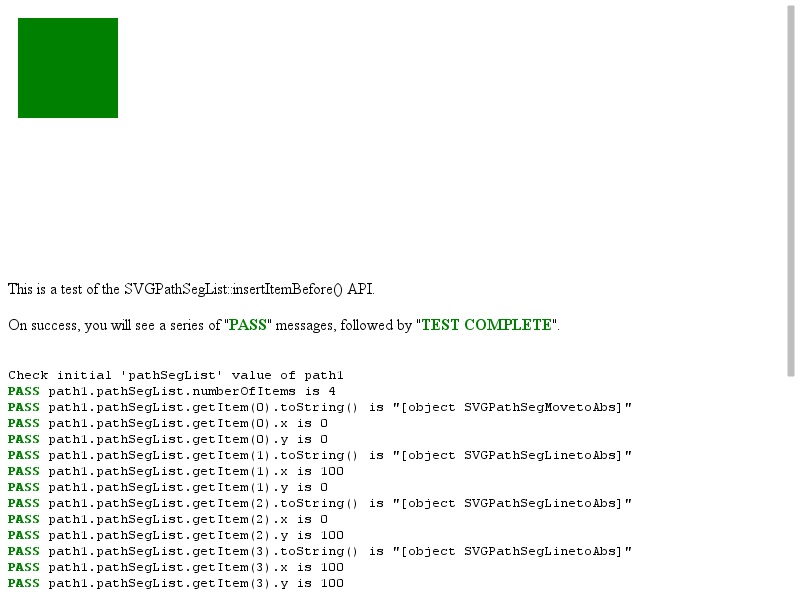 This is a test of the SVGPathSegList::insertItemBefore() API.
On success, you will see a series of "PASS" messages, followed by "TEST COMPLETE".
Check initial 'pathSegList' value of path1
PASS path1.pathSegList.numberOfItems is 4
PASS path1.pathSegList.getItem(0).toString() is "[object SVGPathSegMovetoAbs]"
PASS path1.pathSegList.getItem(0).x is 0
PASS path1.pathSegList.getItem(0).y is 0
PASS path1.pathSegList.getItem(1).toString() is "[object SVGPathSegLinetoAbs]"
PASS path1.pathSegList.getItem(1).x is 100
PASS path1.pathSegList.getItem(1).y is 0
PASS path1.pathSegList.getItem(2).toString() is "[object SVGPathSegLinetoAbs]"
PASS path1.pathSegList.getItem(2).x is 0
PASS path1.pathSegList.getItem(2).y is 100
PASS path1.pathSegList.getItem(3).toString() is "[object SVGPathSegLinetoAbs]"
PASS path1.pathSegList.getItem(3).x is 100
PASS path1.pathSegList.getItem(3).y is 100